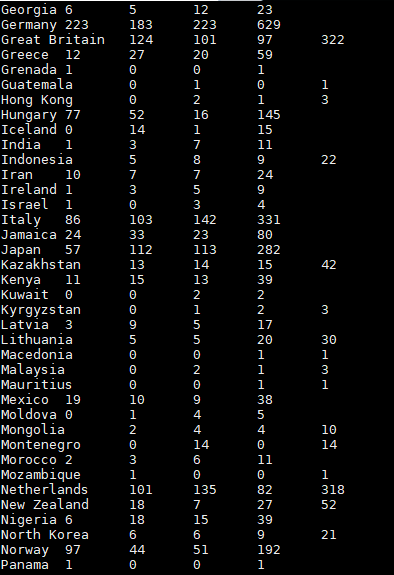 Georgia 6 5 12 23
Germany 223 183 223 629
Great Britain 124 101 97 322
Greece 12 27 20 59
Grenada 1 0 0 1
Guatemala 0 1 0 1
Hong Kong 0 2 1 3
Hungary 77 52 16 145
Iceland 0 14 1 15
India 1 3 7 11
Indonesia 5 8 9 22
Iran 10 7 7 24
Ireland 1 3 5 9
Israel 1 0 3 4
Italy 86 103 142 331
Jamaica 24 33 23 80
Japan 57 112 113 282
Kazakhstan 13 14 15 42
Kenya 11 15 13 39
Kuwait 0 0 2 2
Kyrgyzstan 0 1 2 3
Latvia 3 9 5 17
Lithuania 5 5 20 30
Macedonia 0 0 1 1
Malaysia 0 2 1 3
Mauritius 0 0 1 1
Mexico 19 10 9 38
Moldova 0 1 4 5
Mongolia 2 4 4 10
Montenegro 0 14 0 14
Morocco 2 3 6 11
Mozambique 1 0 0 1
Netherlands 101 135 82 318
New Zealand 18 7 27 52
Nigeria 6 18 15 39
North Korea 6 6 9 21
Norway 97 44 51 192
Panama 1 0 0 1